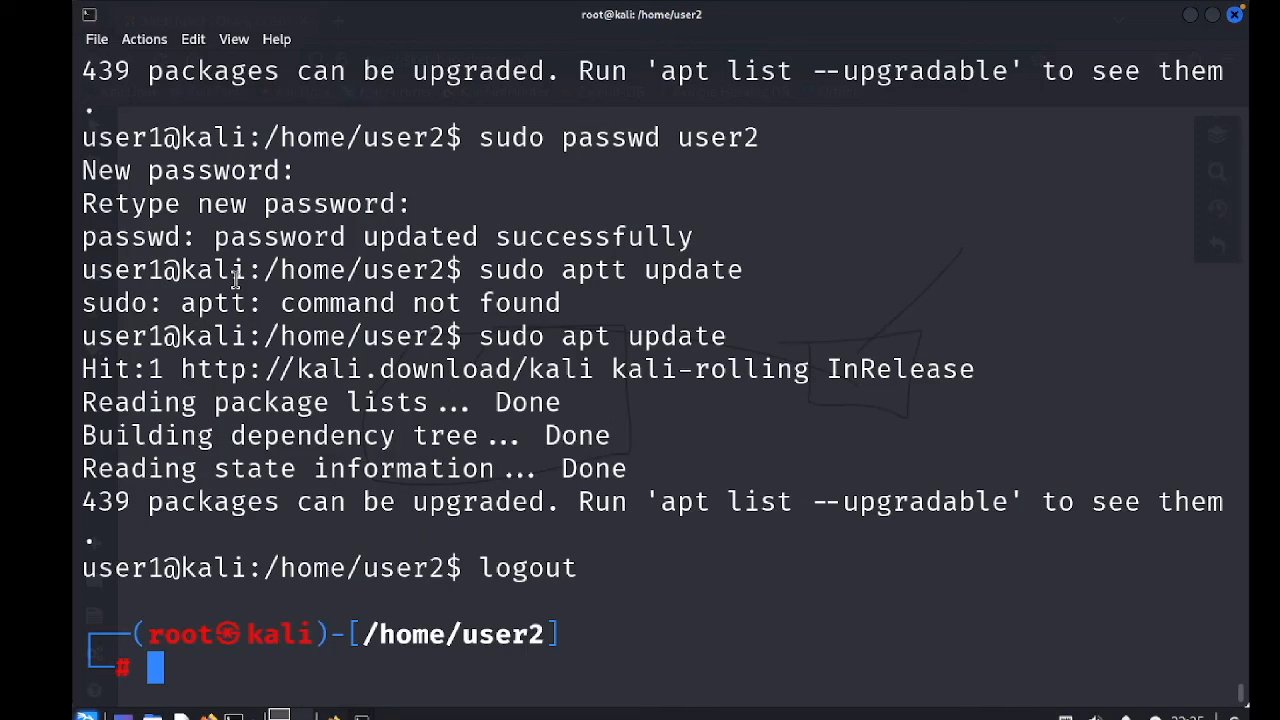 root@kali: /home/user2
File Actions Edit View Help
439 packages can be upgraded. Run 'apt list --upgradable' to see them
.
user1@kali:/home/user2$ sudo passwd user2
New password:
Retype new password:
passwd: password updated successfully
user1@kali:/home/user2$ sudo aptt update
sudo: aptt: command not found
user1@kali:/home/user2$ sudo apt update
Hit:1 http://kali.download/kali kali-rolling InRelease
Reading package lists... Done
Building dependency tree... Done
Reading state information... Done
439 packages can be upgraded. Run 'apt list --upgradable' to see them
.
user1@kali:/home/user2$ logout
(root㉿kali)-[/home/user2]
#